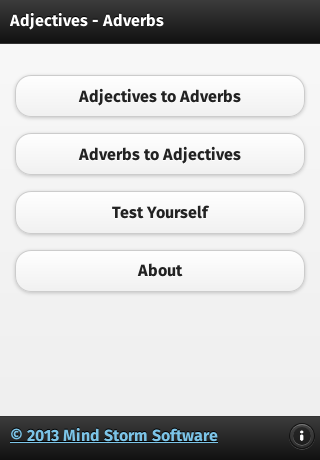 Adjectives - Adverbs
Adjectives to Adverbs
Adverbs to Adjectives
Test Yourself
About
© 2013 Mind Storm Software